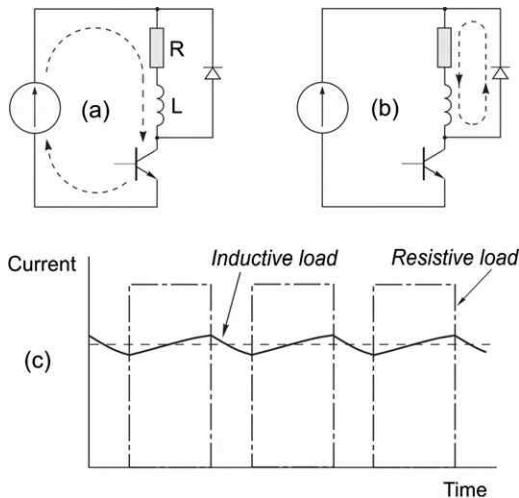 R
(a)
L
(b)
Current
Inductive load
Resistive load
(c)
Time